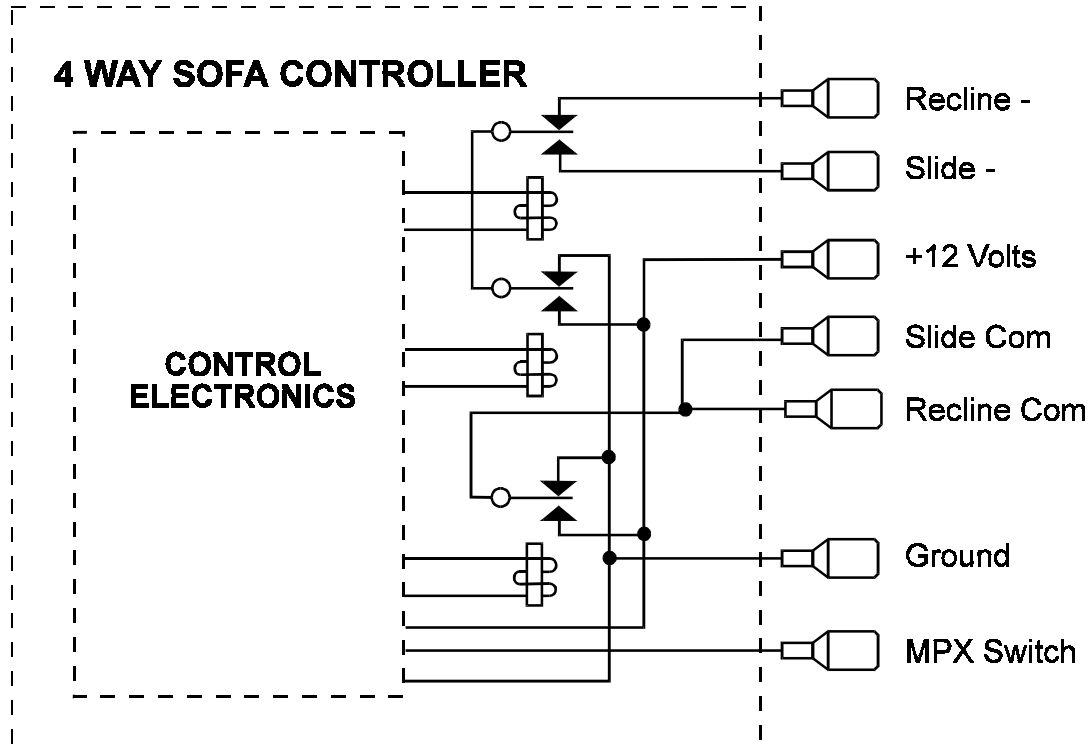 4 WAY SOFA CONTROLLER
CONTROL
ELECTRONICS
Recline -
Slide -
+12 Volts
Slide Com
Recline Com
Ground
MPX Switch